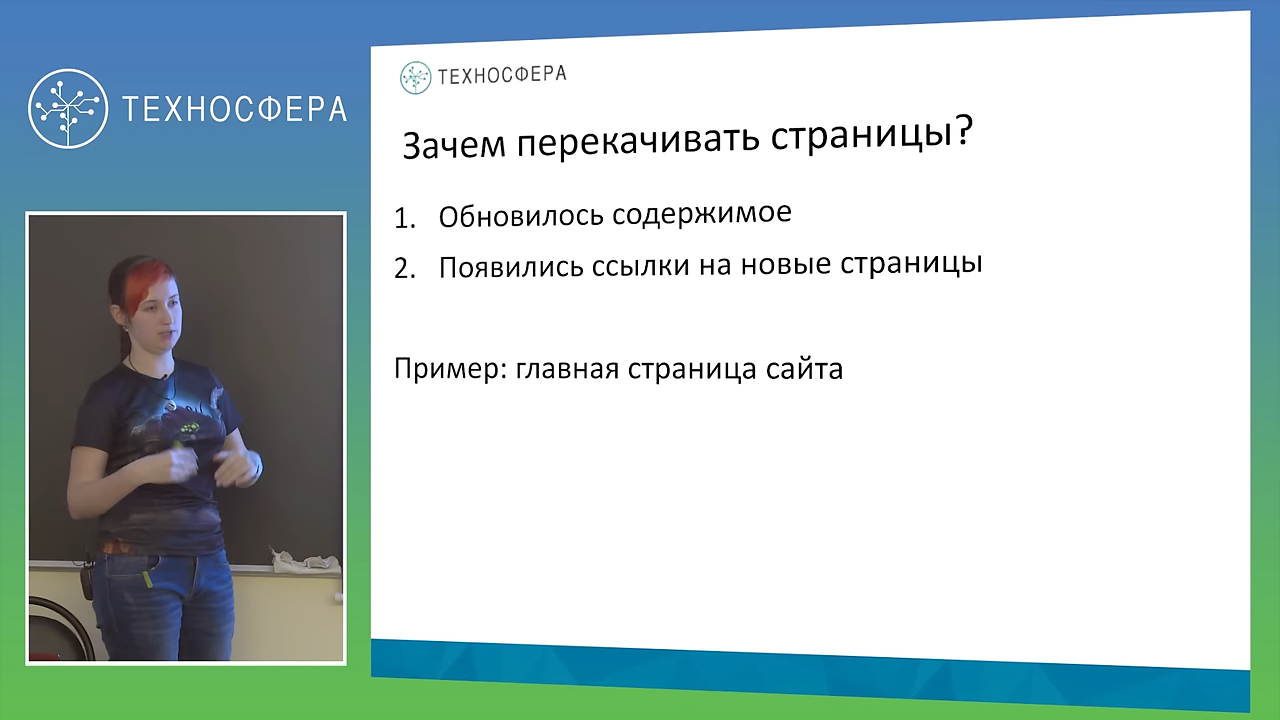 ТЕХНОСФЕРА
ТЕХНОСФЕРА
Зачем перекачивать страницы?
1. Обновилось содержимое
2. Появились ссылки на новые страницы
Пример: главная страница сайта